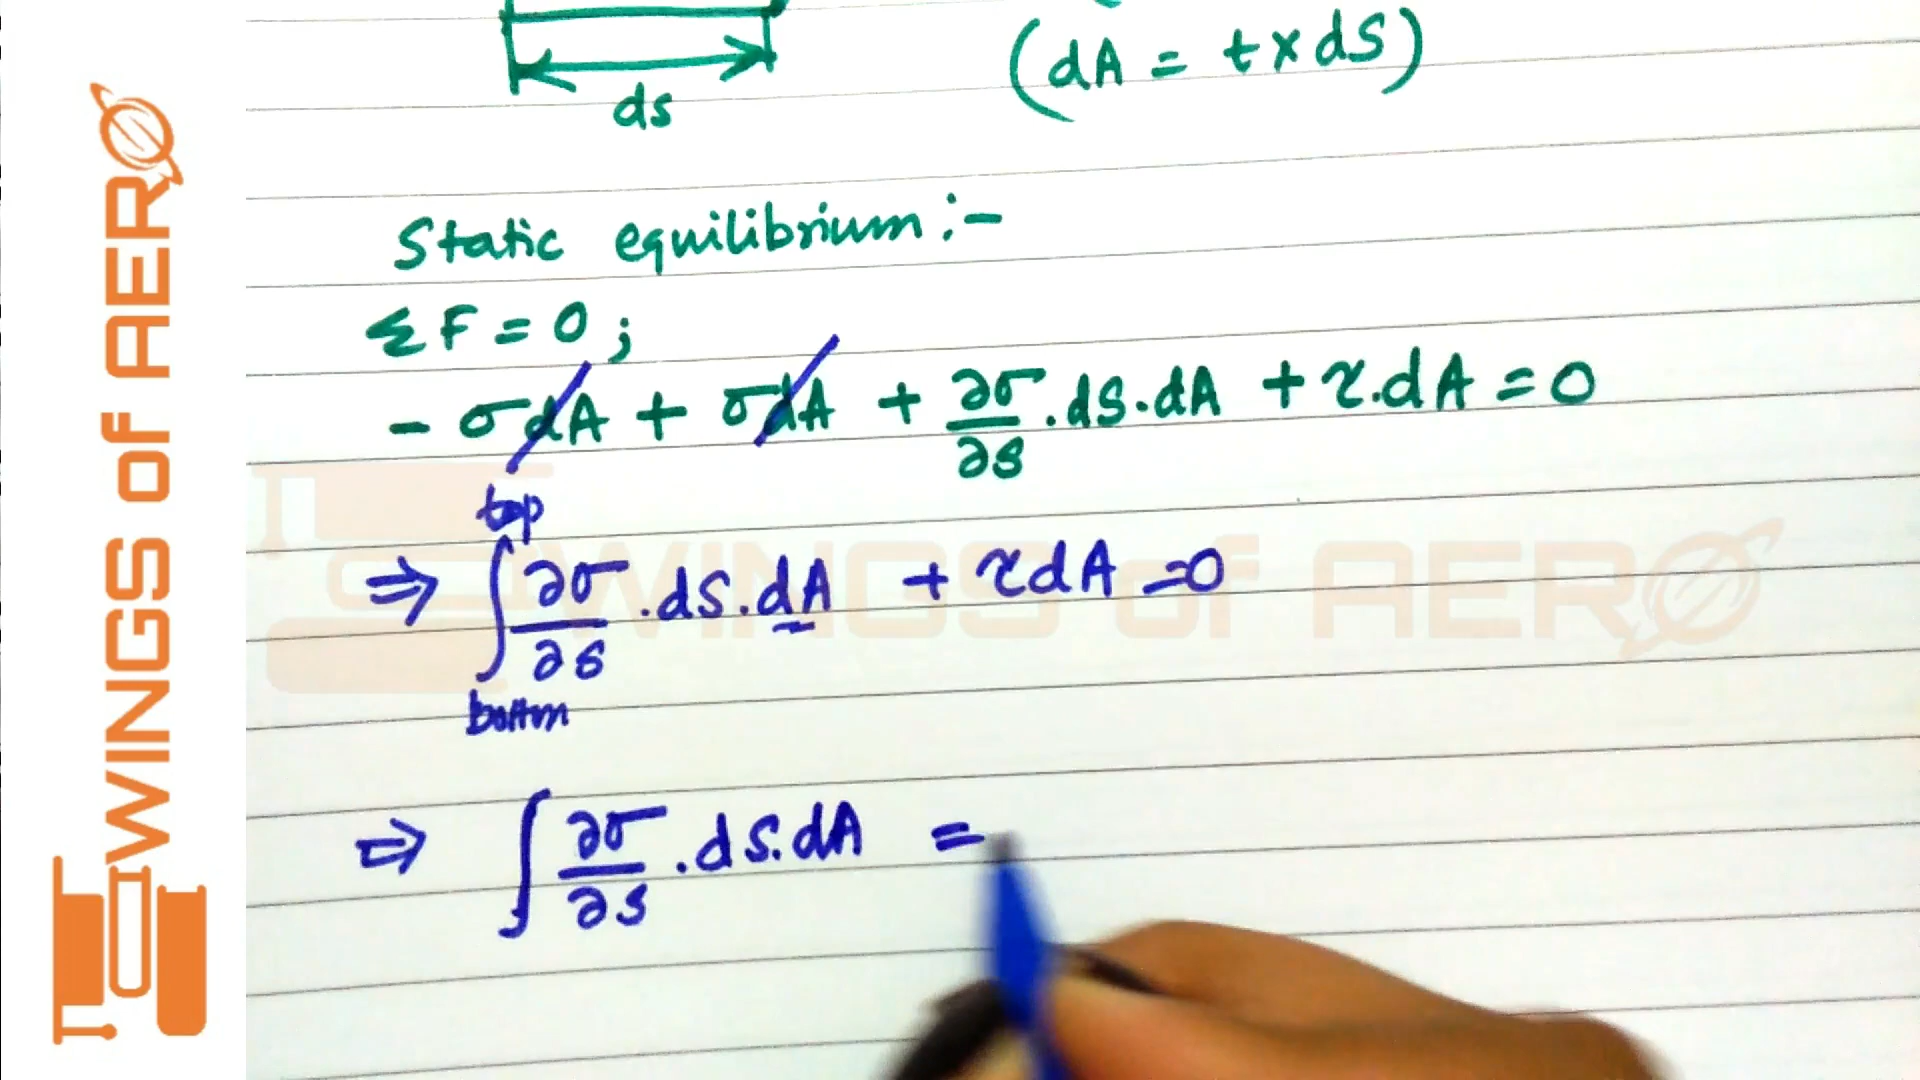 WINGS of AERO
ds
(dA = t x ds)
Static equilibrium :-
ΣF = 0 ;
- σdA + σdA + ∂σ/∂s . ds . dA + τ.dA = 0
top
⇒ ∫ ∂σ/∂s . ds . dA + τdA = 0
bottom
WINGS of AERO
⇒ ∫ ∂σ/∂s . ds . dA =